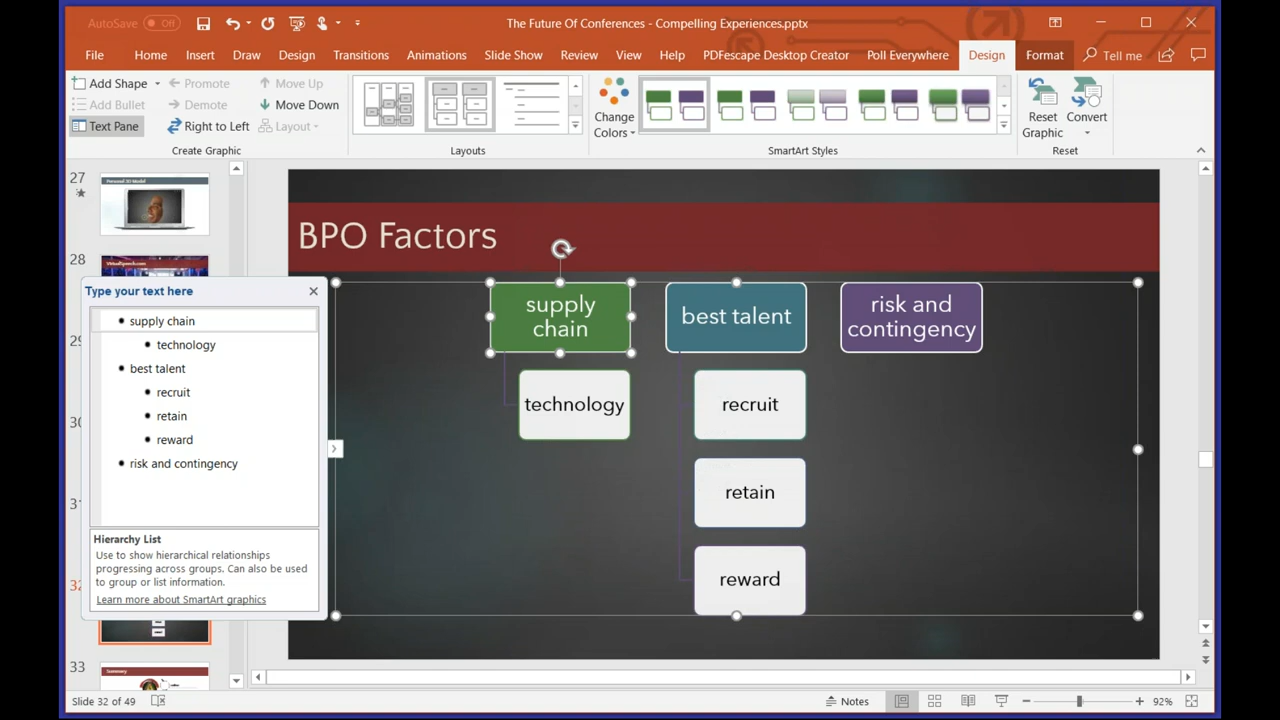 AutoSave Off
The Future Of Conferences - Compelling Experiences.pptx
File Home Insert Draw Design Transitions Animations Slide Show Review View Help PDFescape Desktop Creator Poll Everywhere Design Format Tell me
Add Shape Promote Move Up
Add Bullet Demote Move Down
Text Pane Right to Left Layout
Create Graphic
Layouts
Change
Colors
SmartArt Styles
Reset
Graphic
Convert
Reset
27
Personal 3D Model
28
VirtualSpeech.com
29
30
31
32
33
Summary
Type your text here
supply chain
technology
best talent
recruit
retain
reward
risk and contingency
Hierarchy List
Use to show hierarchical relationships
progressing across groups. Can also be used
to group or list information.
Learn more about SmartArt graphics
BPO Factors
supply
chain
best talent
risk and
contingency
technology
recruit
retain
reward
Slide 32 of 49
Notes
92%